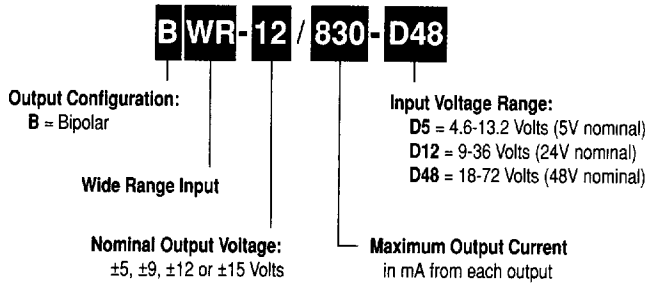 BWR-12/830-D48
Output Configuration:
B = Bipolar
Wide Range Input
Nominal Output Voltage:
±5, ±9, ±12 or ±15 Volts
Input Voltage Range:
D5 = 4.6-13.2 Volts (5V nominal)
D12 = 9-36 Volts (24V nominal)
D48 = 18-72 Volts (48V nominal)
Maximum Output Current
in mA from each output